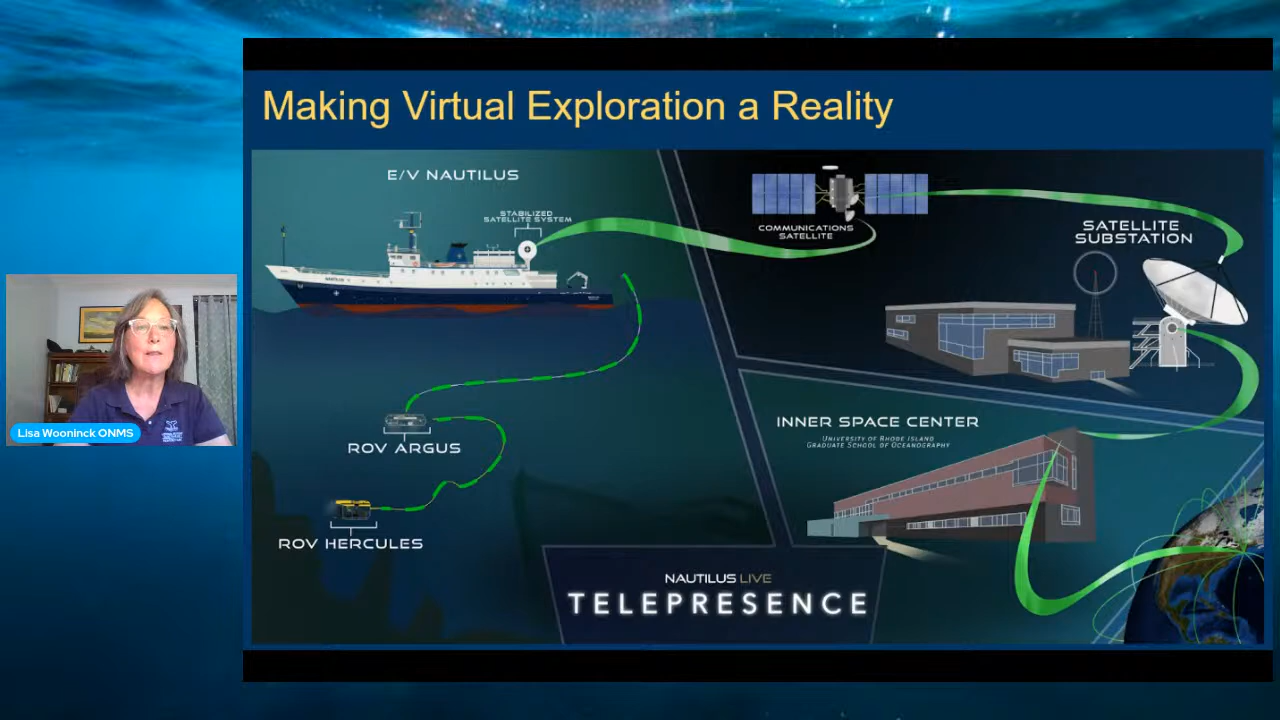 Making Virtual Exploration a Reality
E/V NAUTILUS
STABILIZED
SATELLITE SYSTEM
COMMUNICATIONS
SATELLITE
SATELLITE
SUBSTATION
ROV ARGUS
ROV HERCULES
INNER SPACE CENTER
UNIVERSITY OF RHODE ISLAND
GRADUATE SCHOOL OF OCEANOGRAPHY
NAUTILUS LIVE
TELEPRESENCE
Lisa Wooninck ONMS